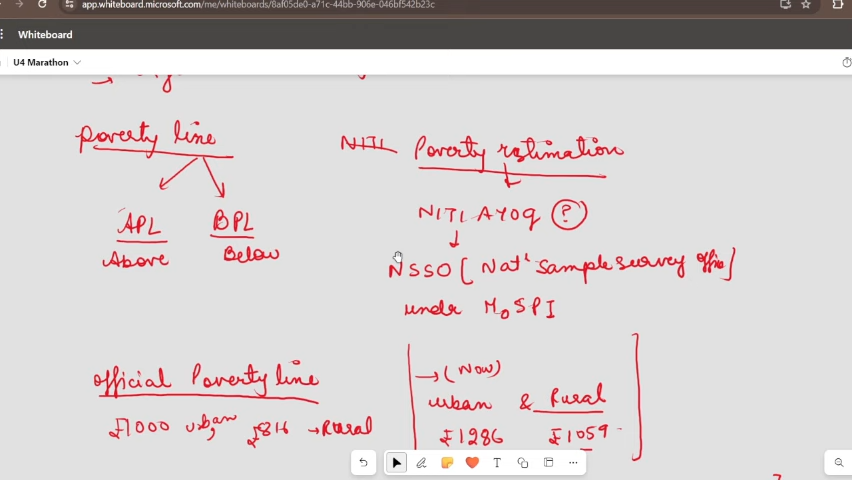 app.whiteboard.microsoft.com/me/whiteboards/8af05de0-a71c-44bb-906e-046bf542b23c
Whiteboard
U4 Marathon
Poverty line
APL
Above
BPL
Below
NITI Poverty estimation
NITI AYOG ?
NSSO [ Nat' Sample survey offic]
under MoSPI
official Poverty line
₹1000 urban, ₹816 → Rural
→ (Now)
urban & Rural
₹1286 ₹1059